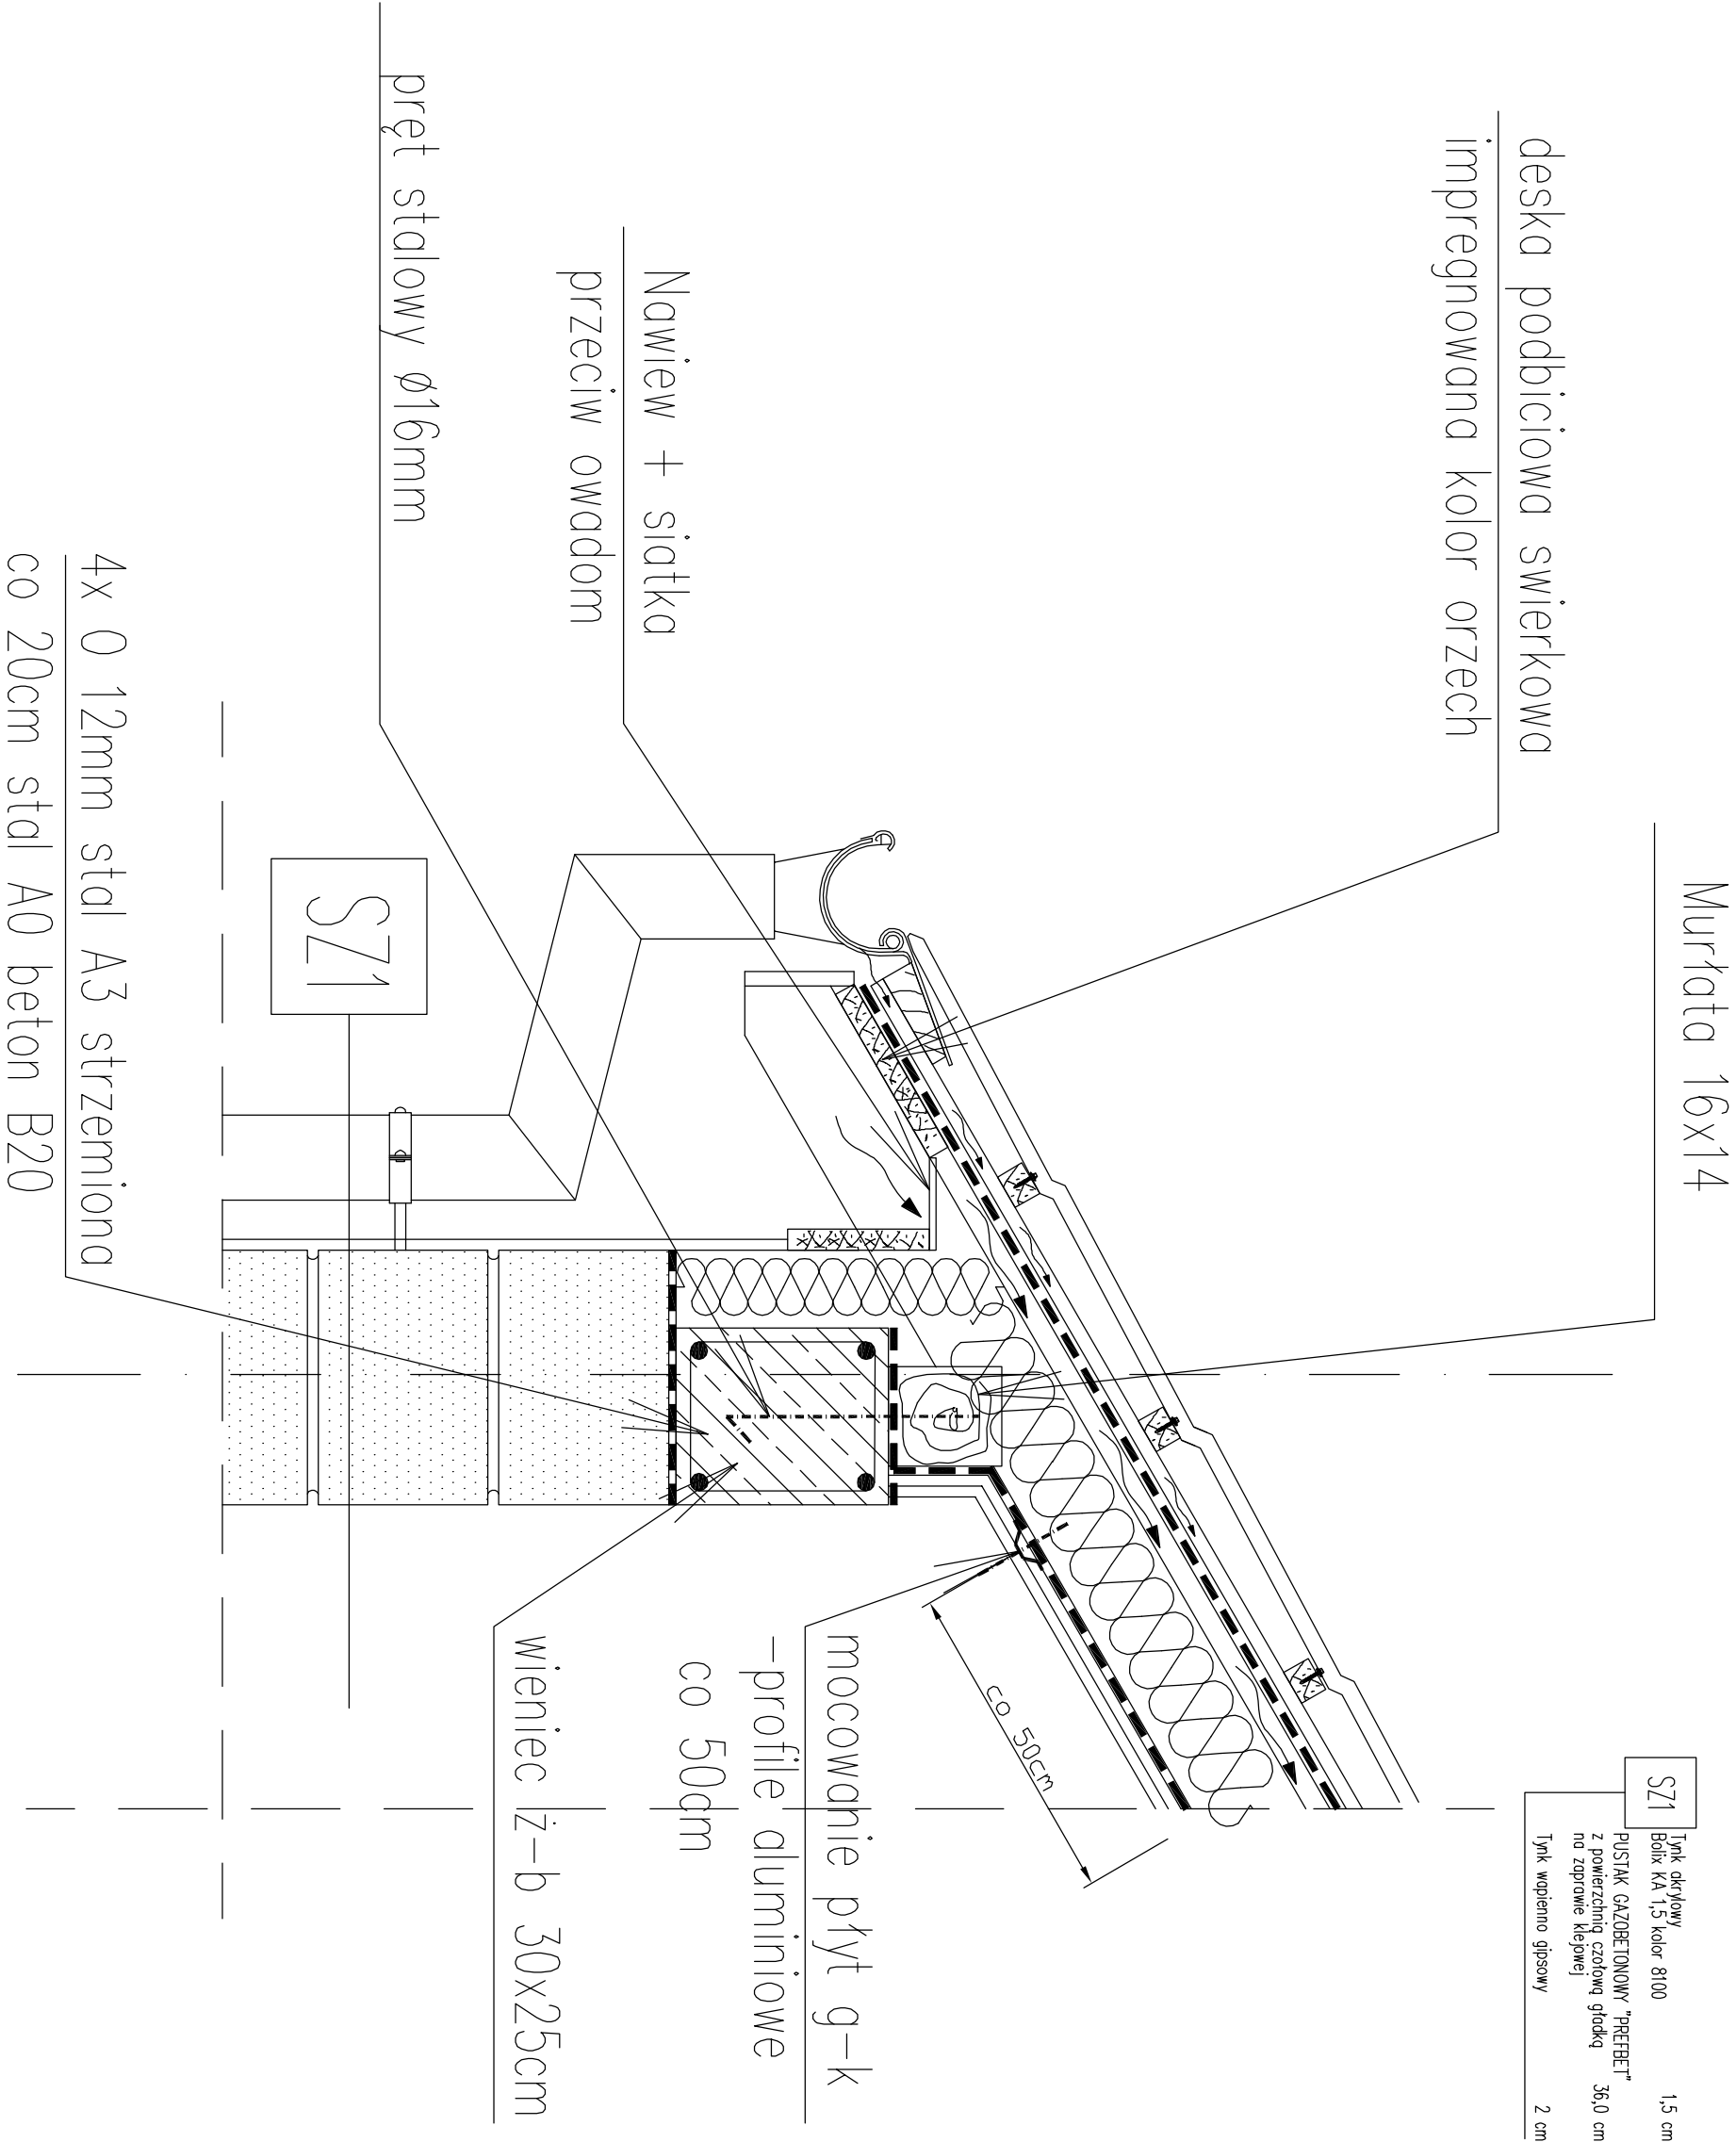 Murłata 16x14
deska podbiciowa swierkowa
impregnowana kolor orzech
Nawiew + siatka
przeciw owadom
pręt stalowy ø16mm
4x 0 12mm stal A3 strzemiona
co 20cm stal A0 beton B20
SZ1
co 50cm
mocowanie płyt g-k
-profile aluminiowe
co 50cm
wieniec ż-b 30x25cm
SZ1
Tynk akrylowy
Bolix KA 1,5 kolor 8100 1,5 cm
PUSTAK GAZOBETONOWY "PREFBET"
z powierzchnią czołową gładką 36,0 cm
na zaprawie klejowej
Tynk wapienno gipsowy 2 cm